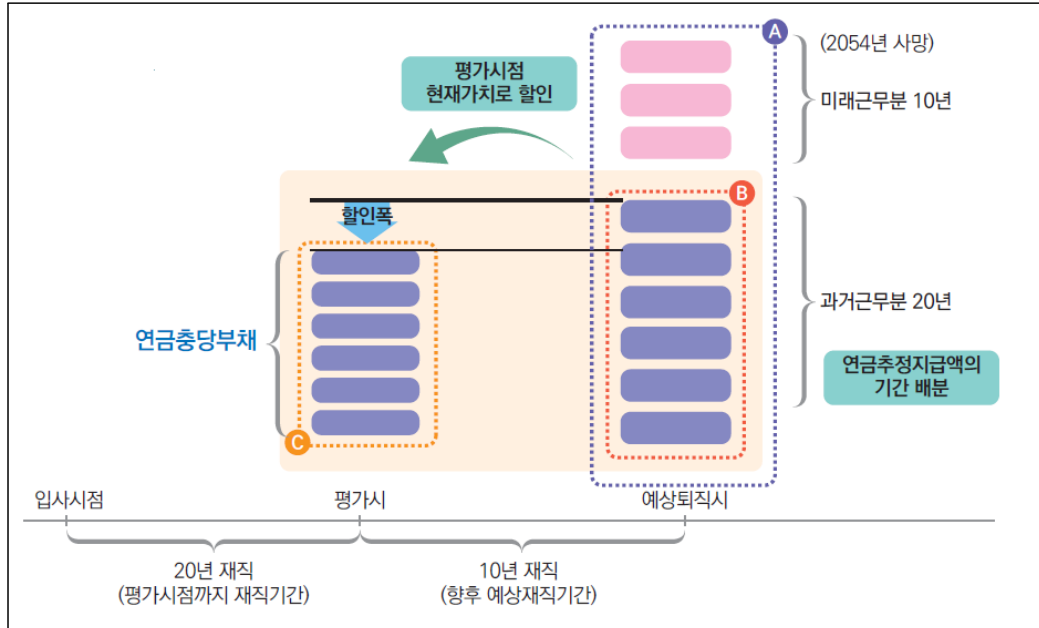 A
(2054년 사망)
평가시점
현재가치로 할인
미래근무분 10년
B
할인폭
과거근무분 20년
연금충당부채
연금추정지급액의
기간 배분
C
입사시점
평가시
예상퇴직시
20년 재직
(평가시점까지 재직기간)
10년 재직
(향후 예상재직기간)